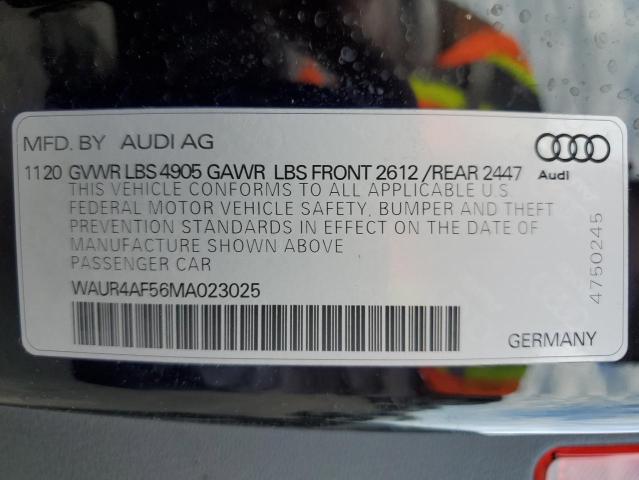 MFD. BY AUDI AG
1120 GVWR LBS 4905 GAWR LBS FRONT 2612 /REAR 2447
THIS VEHICLE CONFORMS TO ALL APPLICABLE U.S.
FEDERAL MOTOR VEHICLE SAFETY, BUMPER AND THEFT
PREVENTION STANDARDS IN EFFECT ON THE DATE OF
MANUFACTURE SHOWN ABOVE
PASSENGER CAR
WAUR4AF56MA023025
Audi
4750245
GERMANY